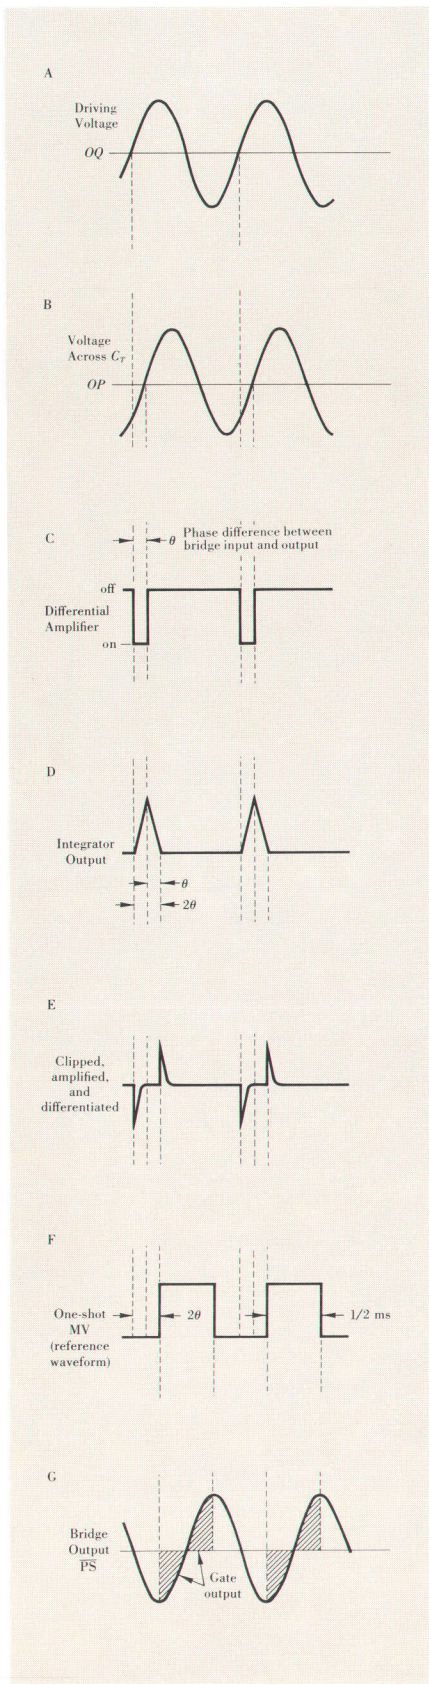 A
Driving
Voltage
OQ
B
Voltage
Across C_T
OP
C
θ Phase difference between
bridge input and output
off
Differential
Amplifier
on
D
Integrator
Output
θ
2θ
E
Clipped,
amplified,
and
differentiated
F
One-shot
MV
(reference
waveform)
2θ
1/2 ms
G
Bridge
Output
PS
Gate
output